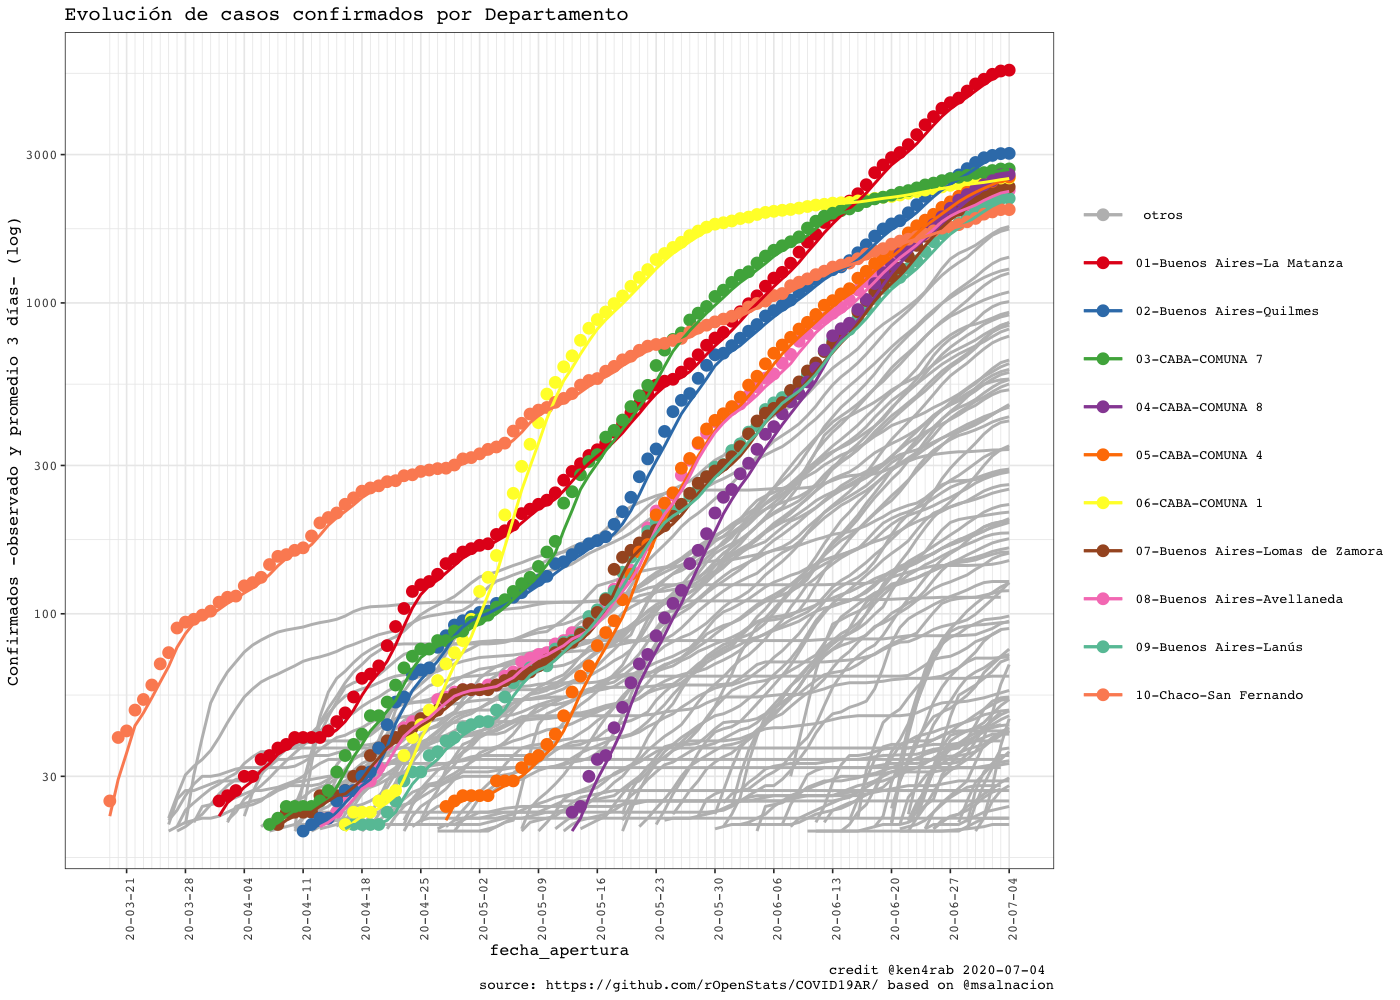 Evolución de casos confirmados por Departamento
Confirmados -observado y promedio 3 días- (log)
3000
1000
300
100
30
20-03-21
20-03-28
20-04-04
20-04-11
20-04-18
20-04-25
20-05-02
20-05-09
20-05-16
20-05-23
20-05-30
20-06-06
20-06-13
20-06-20
20-06-27
20-07-04
fecha_apertura
otros
01-Buenos Aires-La Matanza
02-Buenos Aires-Quilmes
03-CABA-COMUNA 7
04-CABA-COMUNA 8
05-CABA-COMUNA 4
06-CABA-COMUNA 1
07-Buenos Aires-Lomas de Zamora
08-Buenos Aires-Avellaneda
09-Buenos Aires-Lanús
10-Chaco-San Fernando
credit @ken4rab 2020-07-04
source: https://github.com/rOpenStats/COVID19AR/ based on @msalnacion